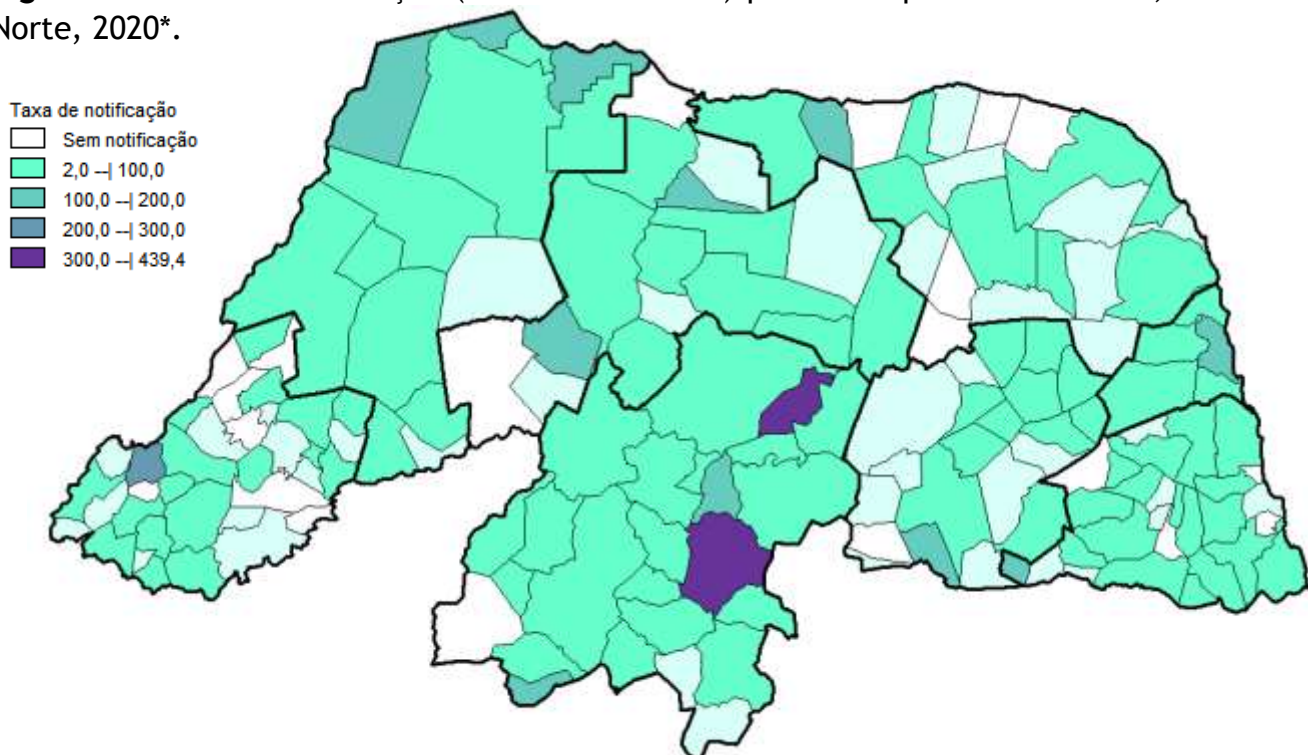 Norte, 2020*.
Taxa de notificação
Sem notificação
2,0 --| 100,0
100,0 --| 200,0
200,0 --| 300,0
300,0 --| 439,4